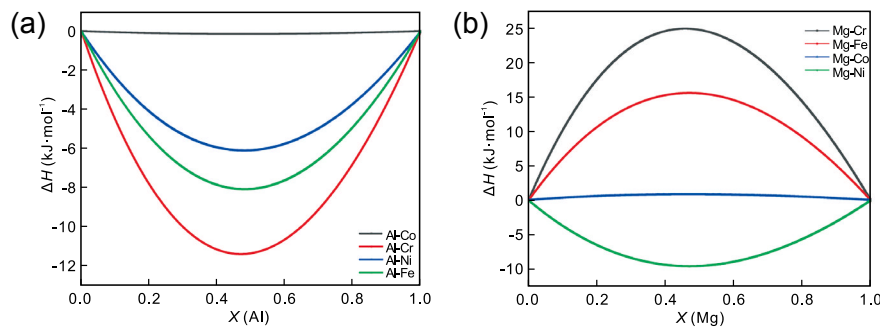 (a)
0
-2
-4
-6
-8
-10
-12
ΔH (kJ·mol⁻¹)
Al-Co
Al-Cr
Al-Ni
Al-Fe
0.0 0.2 0.4 0.6 0.8 1.0
X (Al)
(b)
25
20
15
10
5
0
-5
-10
ΔH (kJ·mol⁻¹)
Mg-Cr
Mg-Fe
Mg-Co
Mg-Ni
0.0 0.2 0.4 0.6 0.8 1.0
X (Mg)